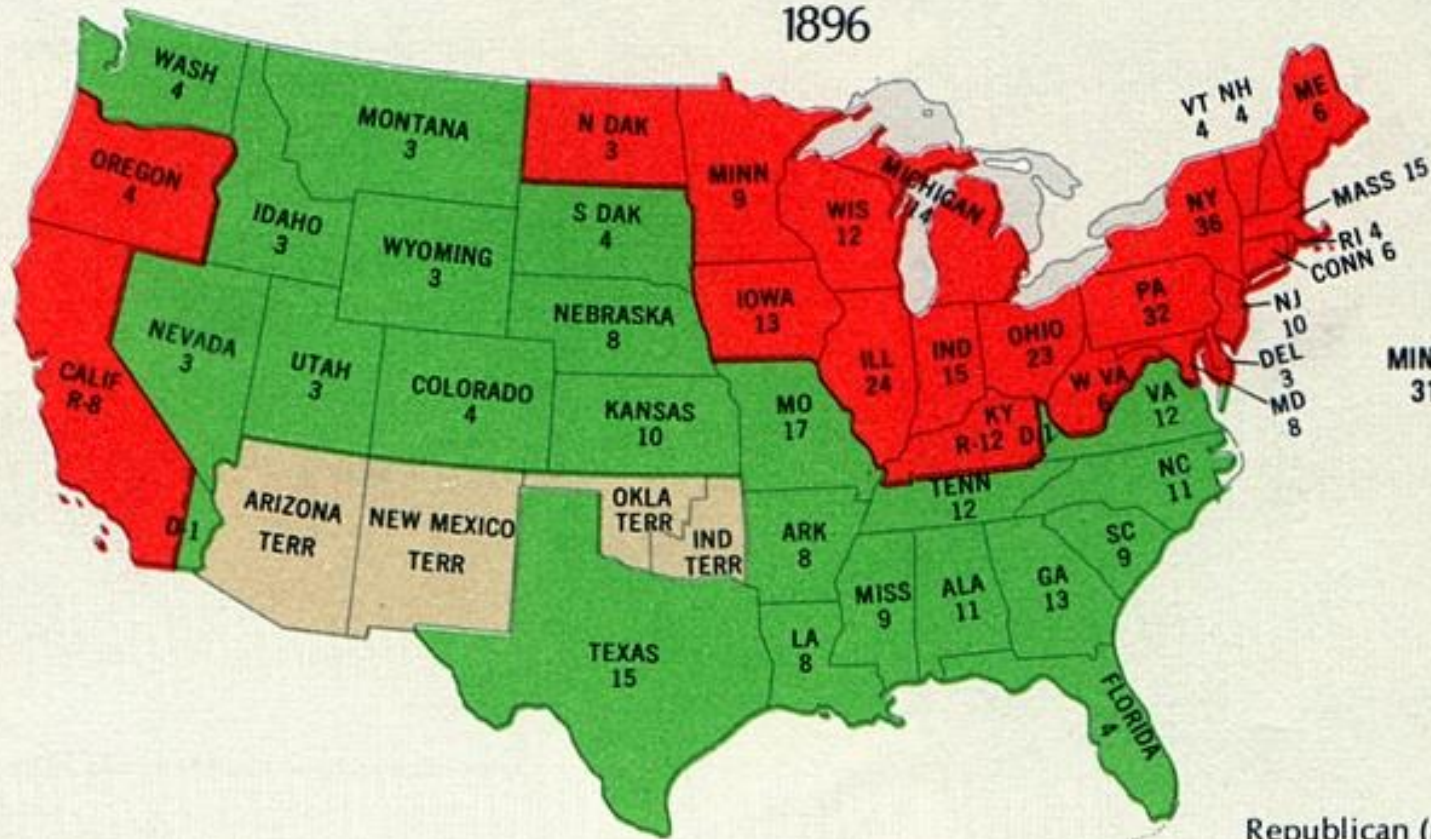 1896
WASH
4
MONTANA
3
N DAK
3
MINN
9
OREGON
4
IDAHO
3
WYOMING
3
S DAK
4
WIS
12
MICHIGAN
14
VT
4
NH
4
ME
6
NY
36
MASS 15
RI 4
CONN 6
NEVADA
3
UTAH
3
COLORADO
4
NEBRASKA
8
IOWA
13
ILL
24
IND
15
OHIO
23
PA
32
NJ
10
DEL
3
MD
8
MIN
31
CALIF
R-8
D-1
KANSAS
10
MO
17
KY
R-12 D-1
W VA
6
VA
12
ARIZONA
TERR
NEW MEXICO
TERR
OKLA
TERR
IND
TERR
ARK
8
TENN
12
NC
11
SC
9
TEXAS
15
LA
8
MISS
9
ALA
11
GA
13
FLORIDA
4
Republican (